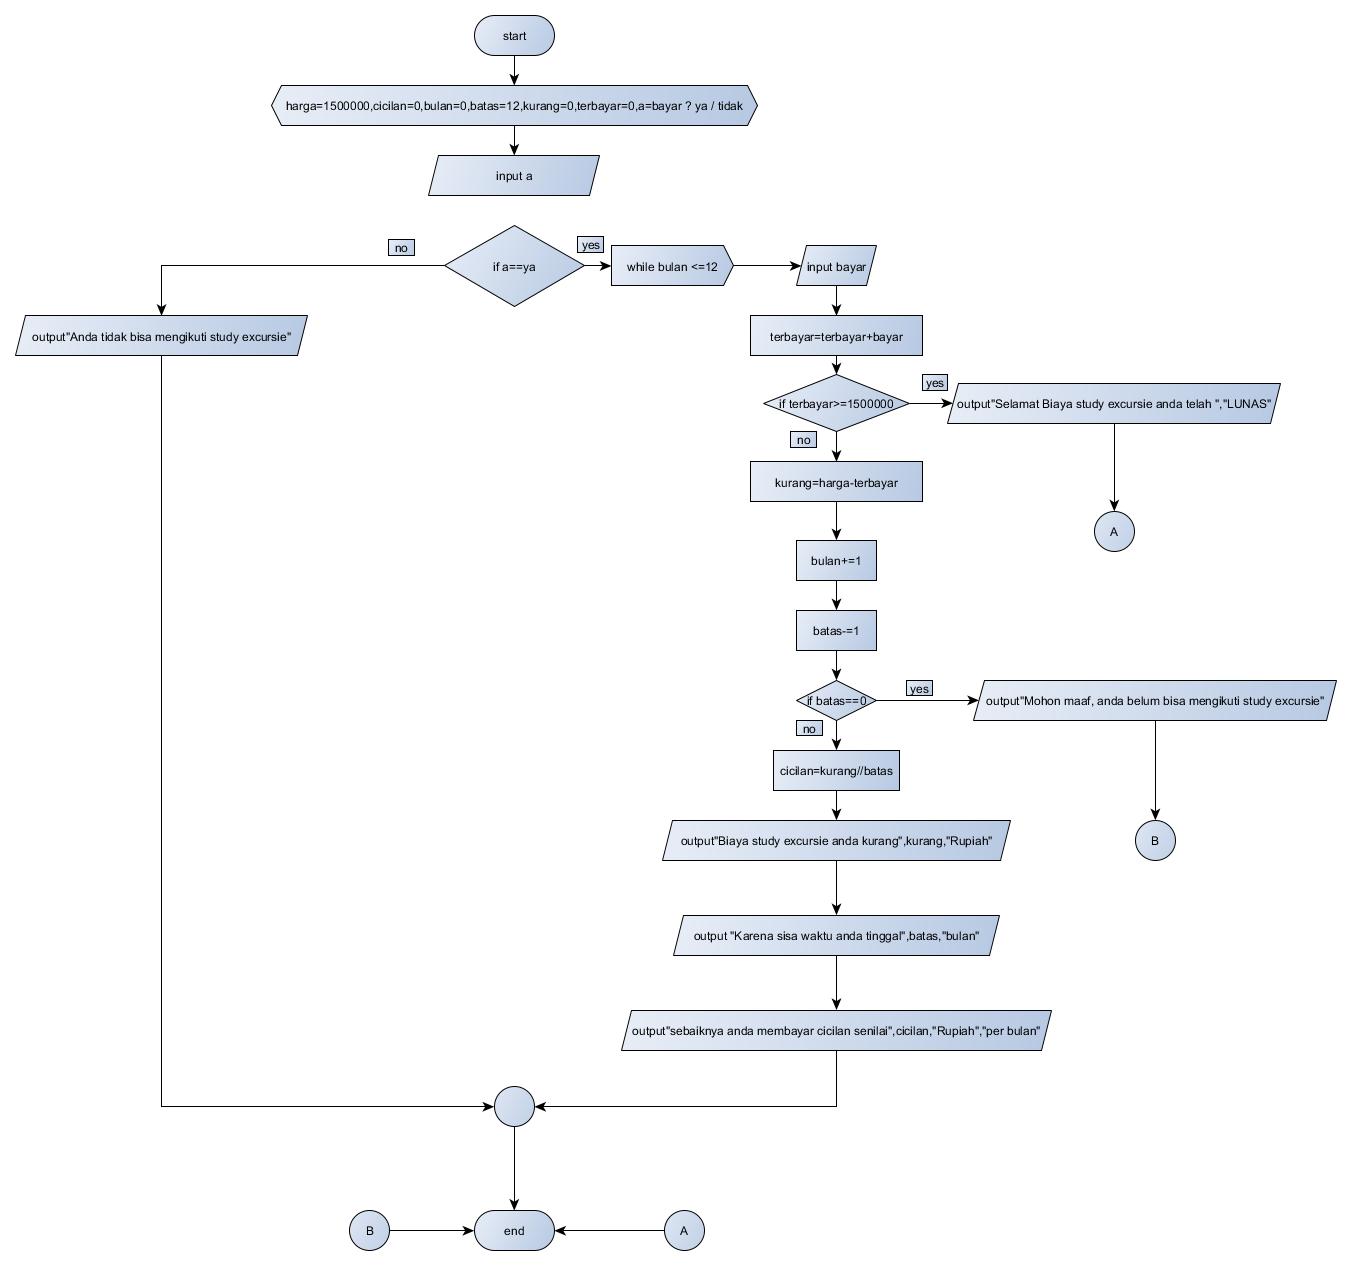 start
harga=1500000,cicilan=0,bulan=0,batas=12,kurang=0,terbayar=0,a=bayar ? ya / tidak
input a
no
if a==ya
yes
while bulan <=12
input bayar
output"Anda tidak bisa mengikuti study excursie"
terbayar=terbayar+bayar
if terbayar>=1500000
yes
output"Selamat Biaya study excursie anda telah ","LUNAS"
no
kurang=harga-terbayar
A
bulan+=1
batas-=1
if batas==0
yes
output"Mohon maaf, anda belum bisa mengikuti study excursie"
no
cicilan=kurang//batas
output"Biaya study excursie anda kurang",kurang,"Rupiah"
B
output "Karena sisa waktu anda tinggal",batas,"bulan"
output"sebaiknya anda membayar cicilan senilai",cicilan,"Rupiah","per bulan"
B
end
A